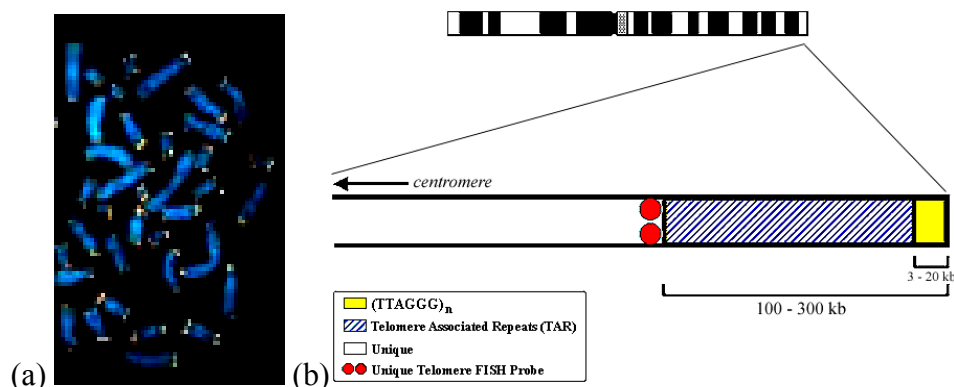 centromere
3 - 20 kb
100 - 300 kb
(TTAGGG)n
Telomere Associated Repeats (TAR)
Unique
Unique Telomere FISH Probe
(a)
(b)